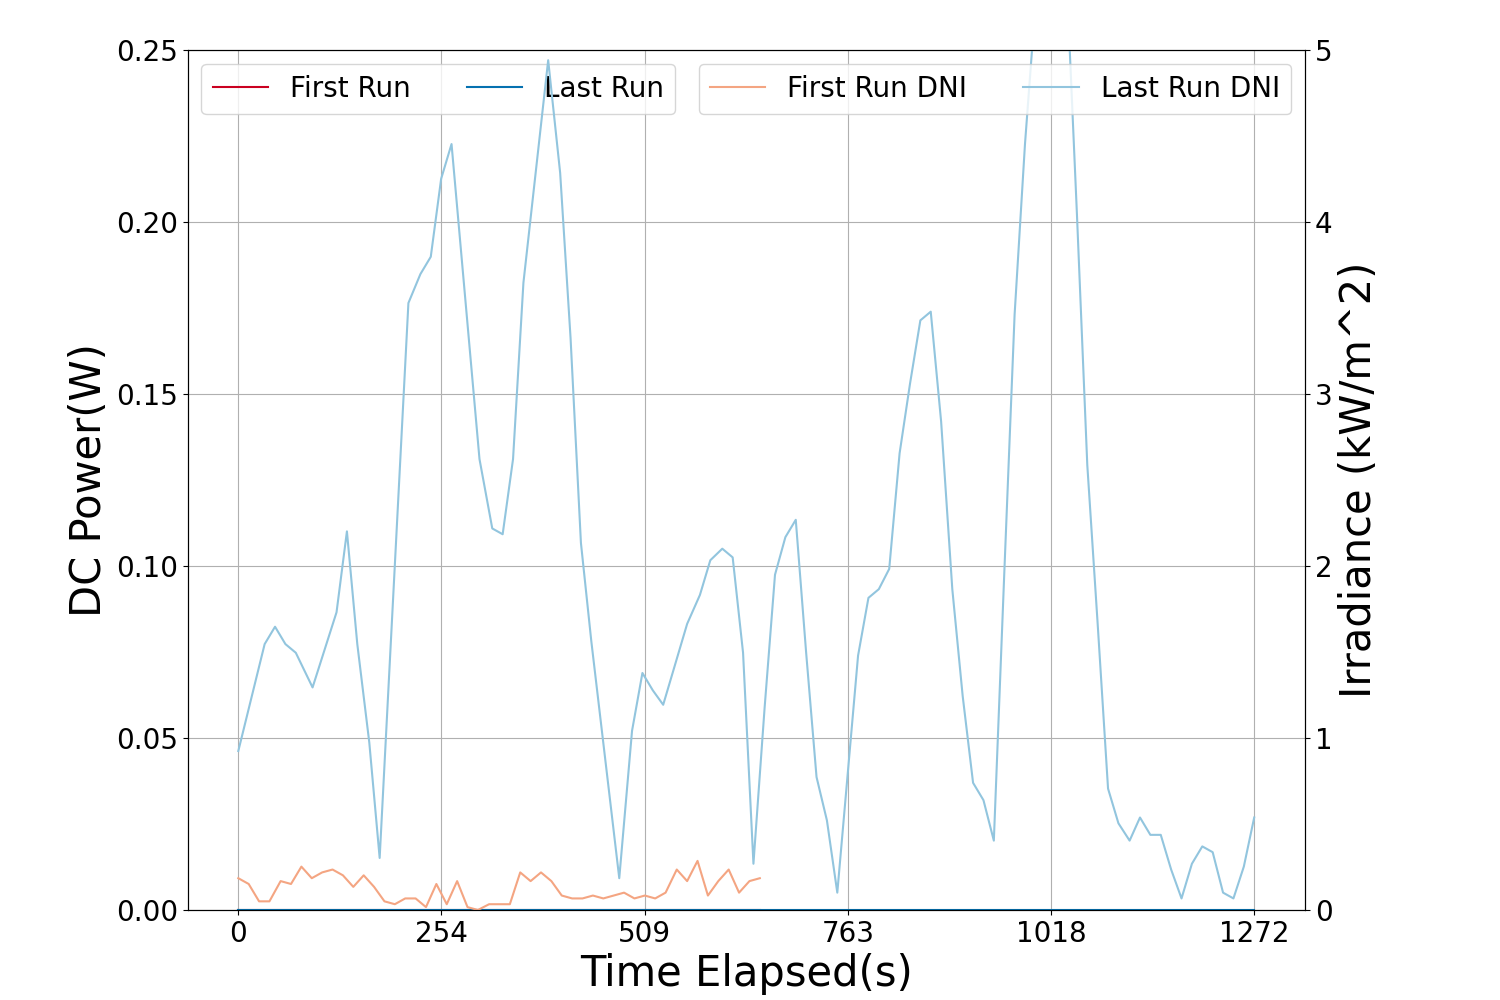 First Run Last Run First Run DNI Last Run DNI
DC Power(W)
0.25
0.20
0.15
0.10
0.05
0.00
5
4
3
2
1
0
Irradiance (kW/m^2)
0 254 509 763 1018 1272
Time Elapsed(s)